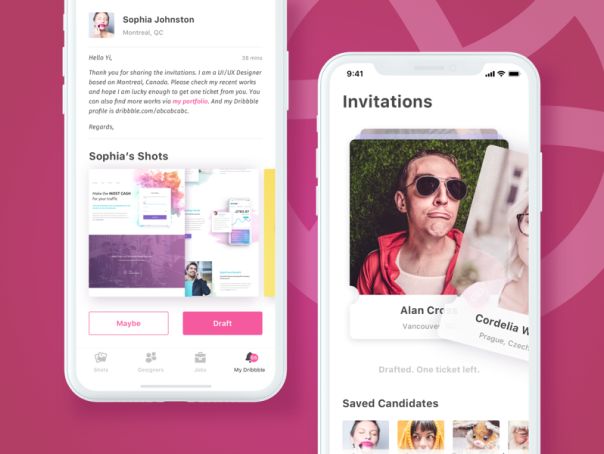 Sophia Johnston
Montreal, QC
Hello Yi,
38 mins
Thank you for sharing the invitations. I am a UI/UX Designer
based on Montreal, Canada. Please check my recent works
and hope I am lucky enough to get one ticket from you. You
can also find more works via my portfolio. And my Dribbble
profile is dribbble.com/abcabcabc.
Regards,
Sophia's Shots
Make the MOST CASH
for your traffic
Maybe
Draft
Shots
Designers
Jobs
My Dribbble
9:41
Invitations
Alan Cros
Vancouver
Cordelia W
Prague, Czech
Drafted. One ticket left.
Saved Candidates